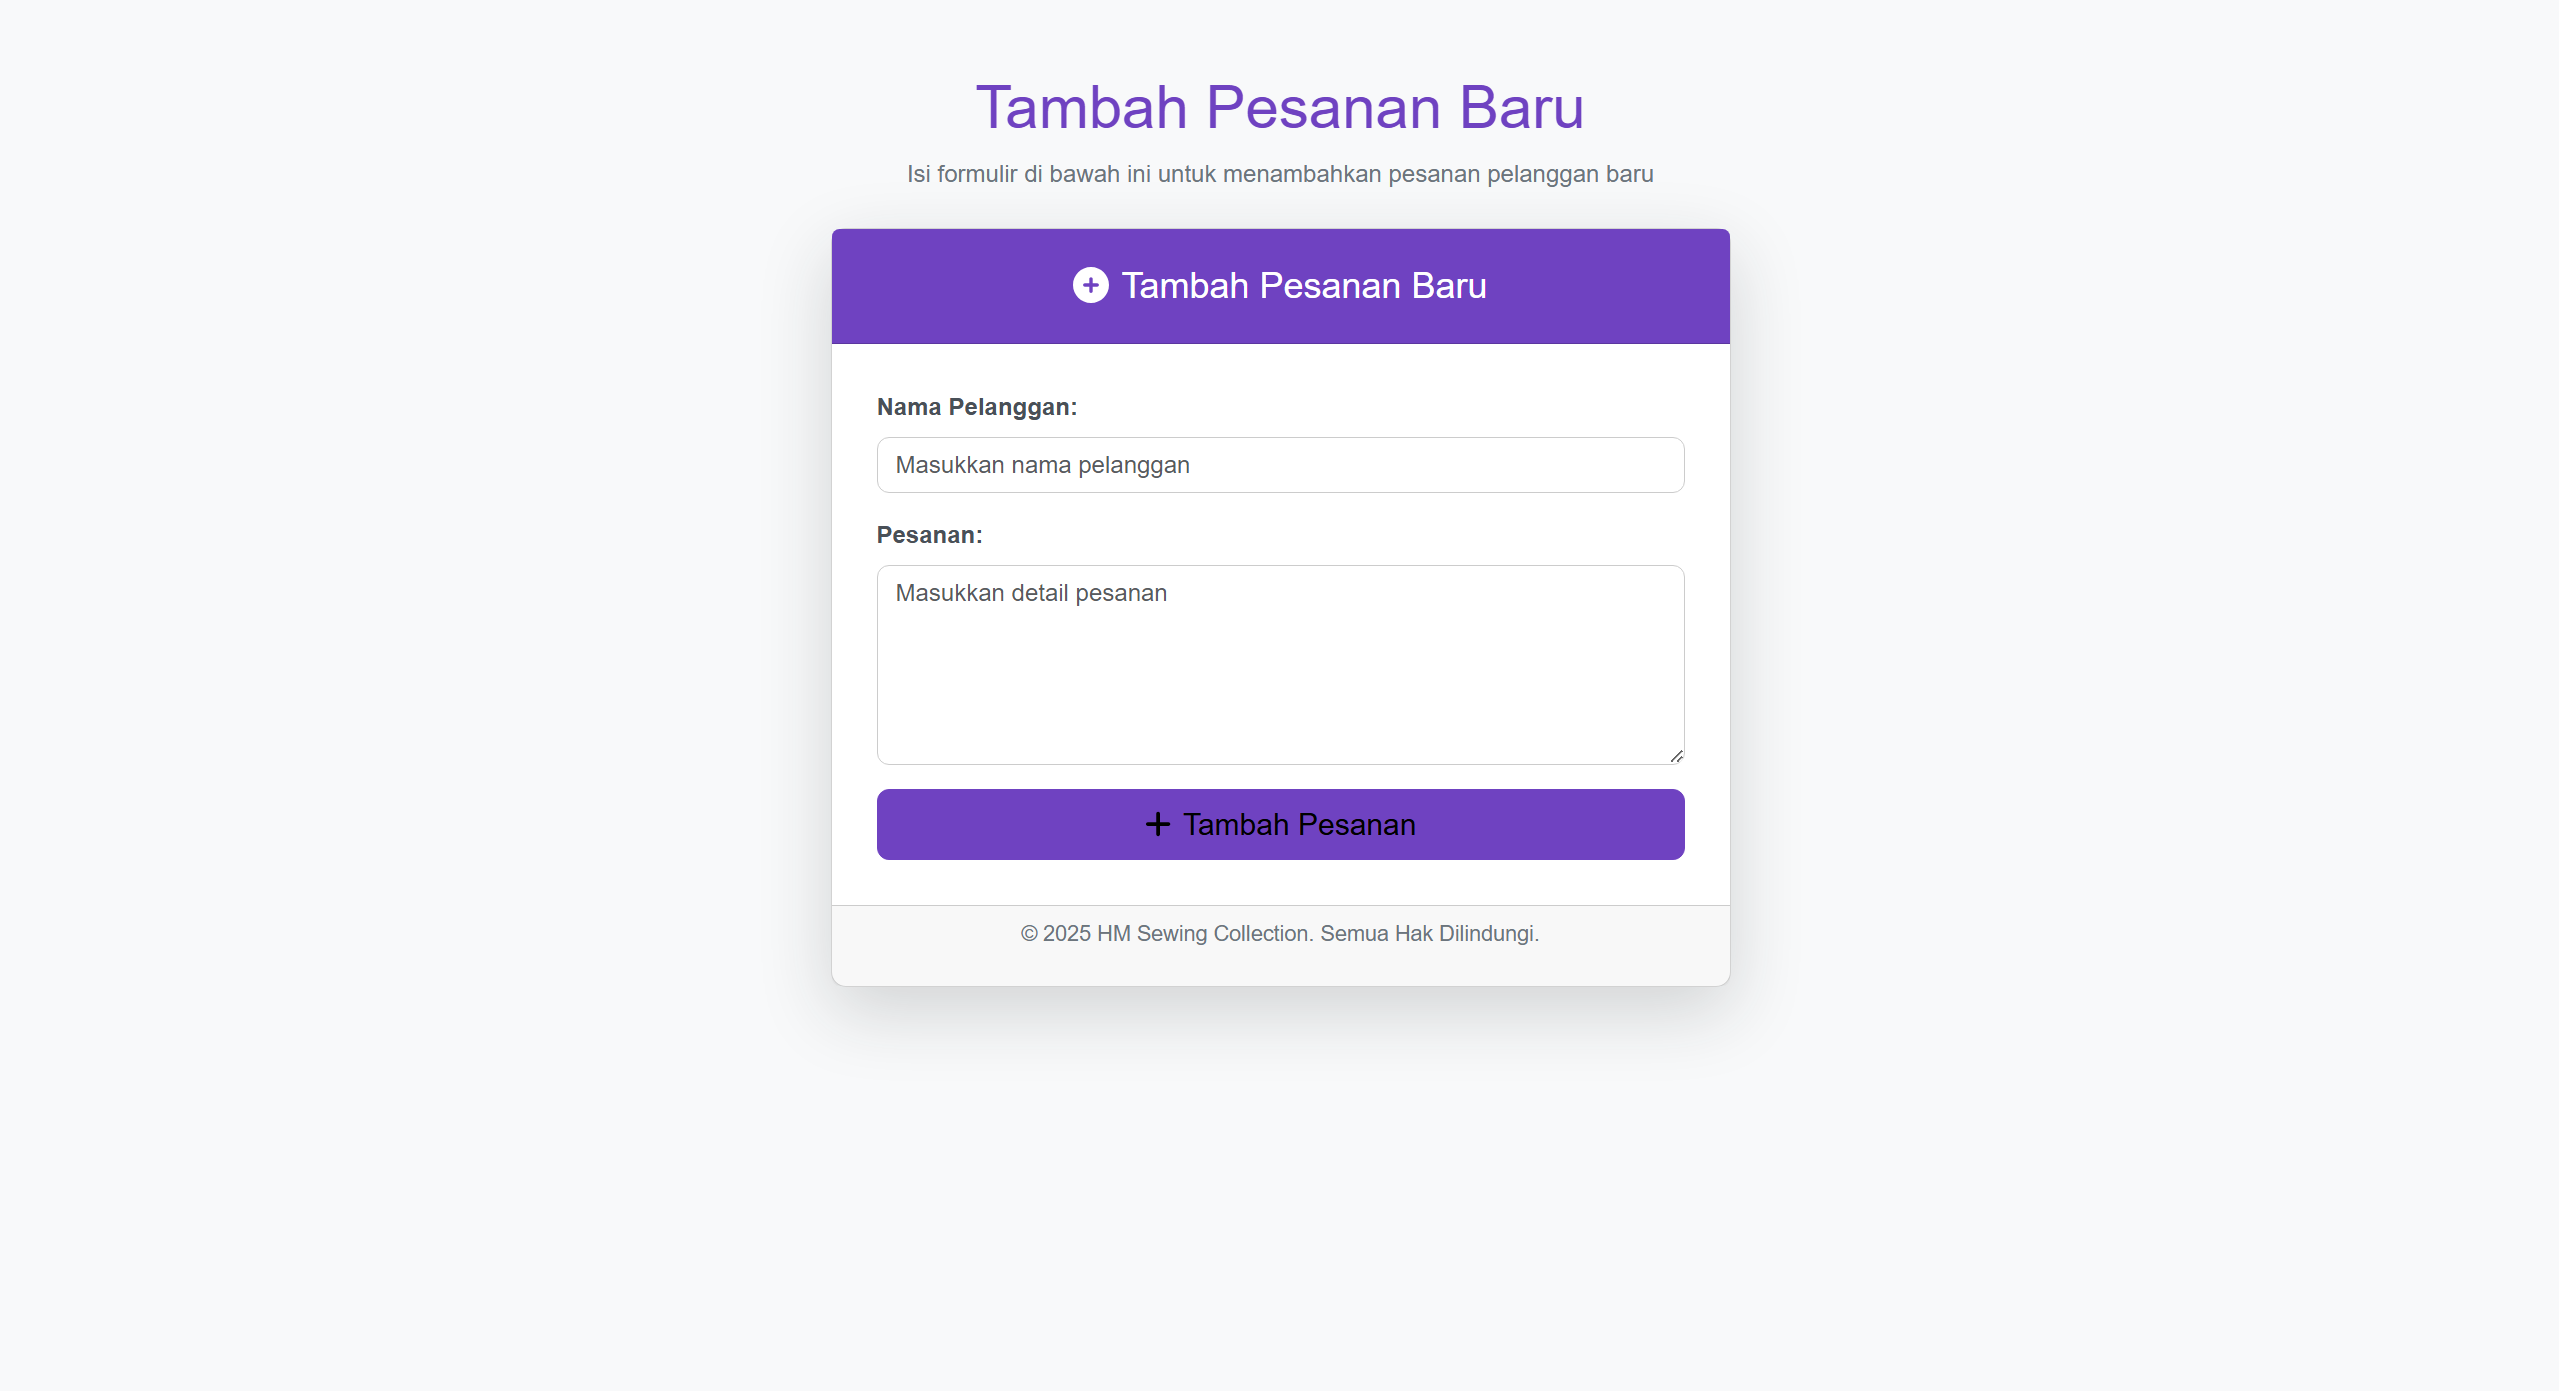 Tambah Pesanan Baru
Isi formulir di bawah ini untuk menambahkan pesanan pelanggan baru
Tambah Pesanan Baru
Nama Pelanggan:
Masukkan nama pelanggan
Pesanan:
Masukkan detail pesanan
Tambah Pesanan
© 2025 HM Sewing Collection. Semua Hak Dilindungi.